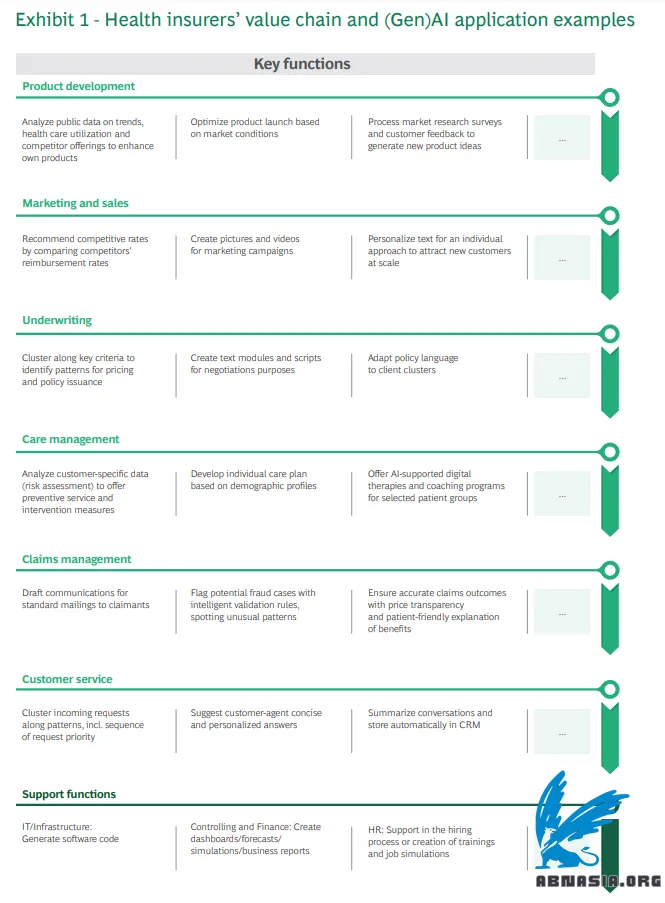 Exhibit 1 - Health insurers' value chain and (Gen)AI application examples
Key functions
Product development
Analyze public data on trends,
health care utilization and
competitor offerings to enhance
own products
Optimize product launch based
on market conditions
Process market research surveys
and customer feedback to
generate new product ideas
...
Marketing and sales
Recommend competitive rates
by comparing competitors'
reimbursement rates
Create pictures and videos
for marketing campaigns
Personalize text for an individual
approach to attract new customers
at scale
...
Underwriting
Cluster along key criteria to
identify patterns for pricing
and policy issuance
Create text modules and scripts
for negotiations purposes
Adapt policy language
to client clusters
...
Care management
Analyze customer-specific data
(risk assessment) to offer
preventive service and
intervention measures
Develop individual care plan
based on demographic profiles
Offer AI-supported digital
therapies and coaching programs
for selected patient groups
...
Claims management
Draft communications for
standard mailings to claimants
Flag potential fraud cases with
intelligent validation rules,
spotting unusual patterns
Ensure accurate claims outcomes
with price transparency
and patient-friendly explanation
of benefits
...
Customer service
Cluster incoming requests
along patterns, incl. sequence
of request priority
Suggest customer-agent concise
and personalized answers
Summarize conversations and
store automatically in CRM
...
Support functions
IT/Infrastructure:
Generate software code
Controlling and Finance: Create
dashboards/forecasts/
simulations/business reports
HR: Support in the hiring
process or creation of trainings
and job simulations
ABNASIA.ORG